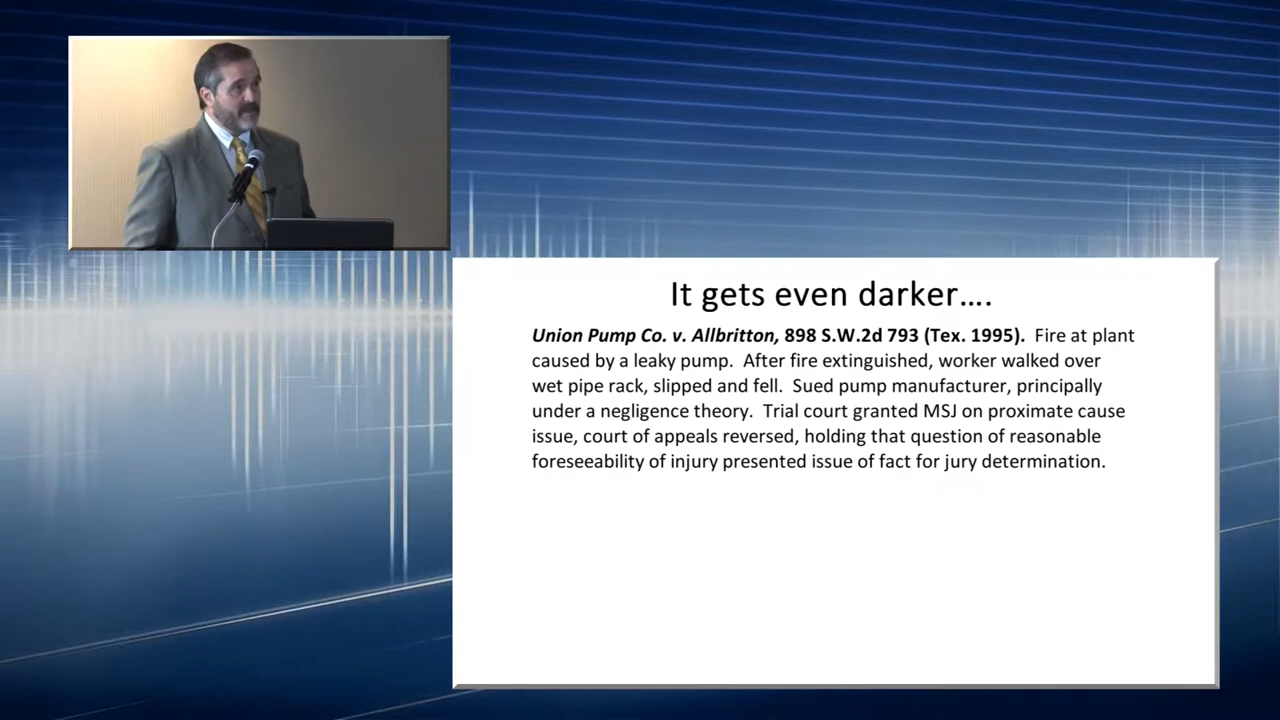 It gets even darker….
Union Pump Co. v. Allbritton, 898 S.W.2d 793 (Tex. 1995).  Fire at plant
caused by a leaky pump.  After fire extinguished, worker walked over
wet pipe rack, slipped and fell.  Sued pump manufacturer, principally
under a negligence theory.  Trial court granted MSJ on proximate cause
issue, court of appeals reversed, holding that question of reasonable
foreseeability of injury presented issue of fact for jury determination.